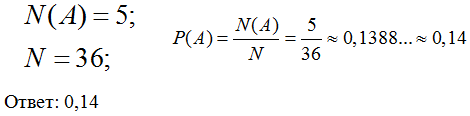 N(A) = 5;
N = 36;
P(A) = N(A)/N = 5/36 ≈ 0,1388... ≈ 0,14
Ответ: 0,14